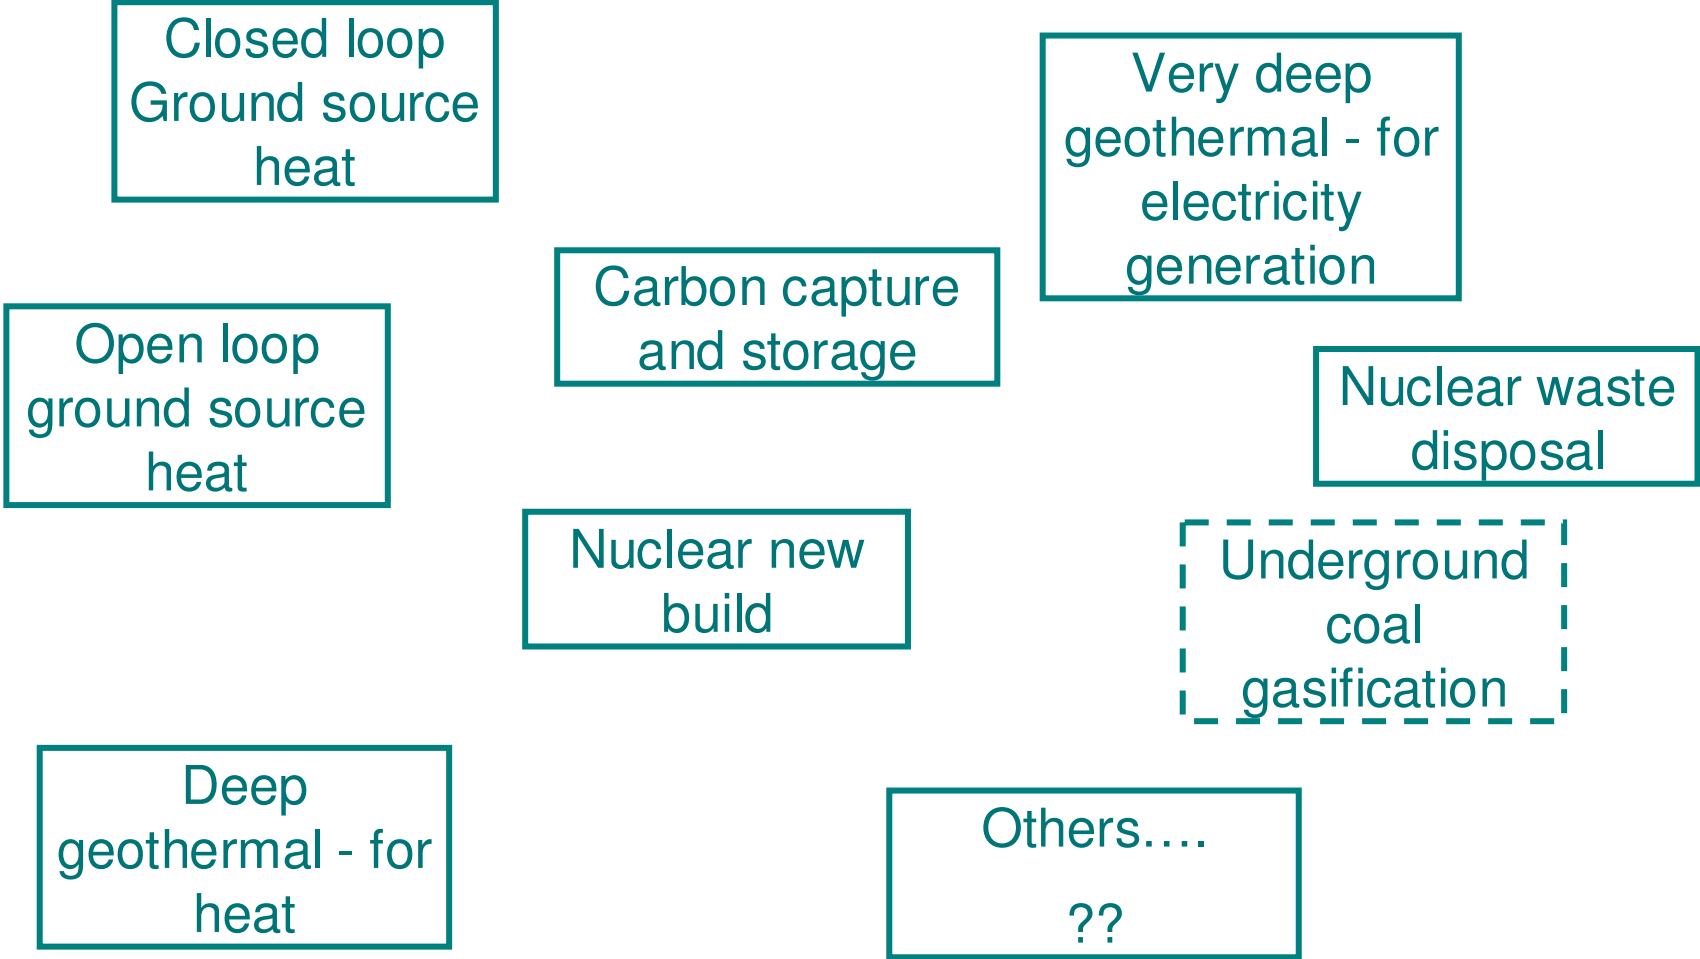 Closed loop
Ground source
heat
Very deep
geothermal - for
electricity
generation
Carbon capture
and storage
Open loop
ground source
heat
Nuclear waste
disposal
Nuclear new
build
Underground
coal
gasification
Deep
geothermal - for
heat
Others….
??